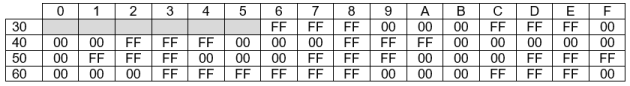 0 1 2 3 4 5 6 7 8 9 A B C D E F
30 FF FF FF 00 00 00 FF FF FF 00
40 00 00 FF FF FF 00 00 00 FF FF FF 00 00 00 00 00
50 00 FF FF FF 00 00 00 FF FF FF 00 00 00 FF FF FF
60 00 00 00 FF FF FF FF FF FF 00 00 00 FF FF FF 00